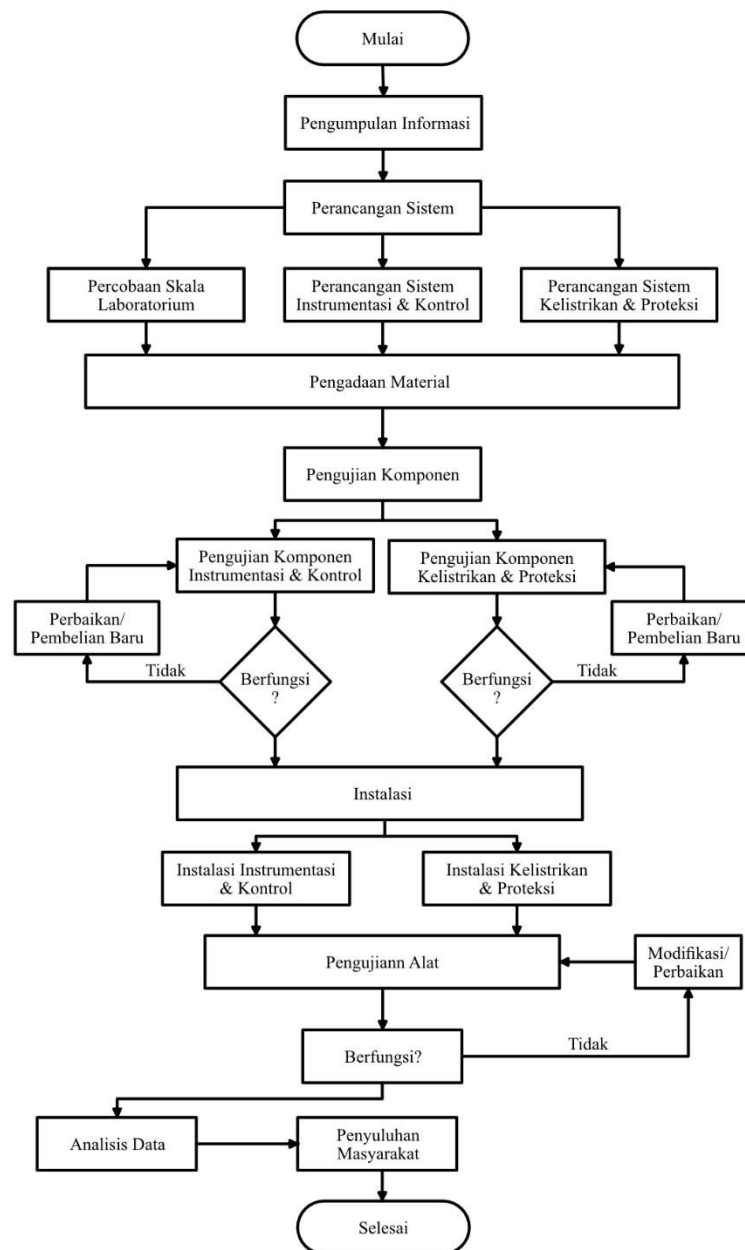 Mulai
Pengumpulan Informasi
Perancangan Sistem
Percobaan Skala
Laboratorium
Perancangan Sistem
Instrumentasi & Kontrol
Perancangan Sistem
Kelistrikan & Proteksi
Pengadaan Material
Pengujian Komponen
Pengujian Komponen
Instrumentasi & Kontrol
Pengujian Komponen
Kelistrikan & Proteksi
Perbaikan/
Pembelian Baru
Perbaikan/
Pembelian Baru
Tidak
Berfungsi
?
Berfungsi
?
Tidak
Instalasi
Instalasi Instrumentasi
& Kontrol
Instalasi Kelistrikan
& Proteksi
Pengujiann Alat
Modifikasi/
Perbaikan
Berfungsi?
Tidak
Analisis Data
Penyuluhan
Masyarakat
Selesai